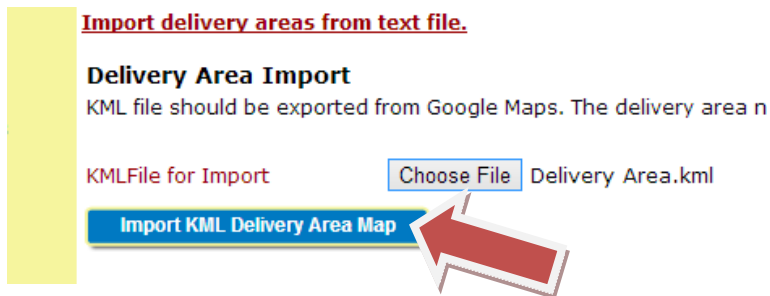 Import delivery areas from text file.
Delivery Area Import
KML file should be exported from Google Maps. The delivery area n
KMLFile for Import Choose File Delivery Area.kml
Import KML Delivery Area Map